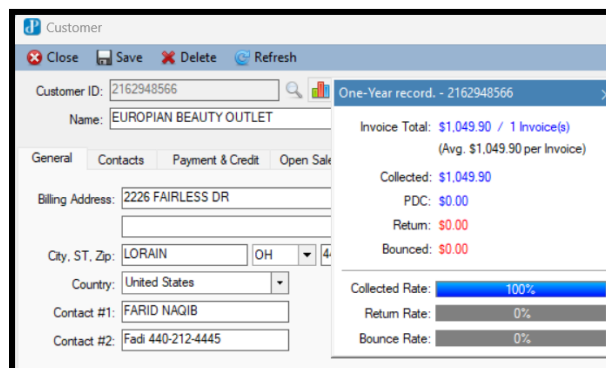 Customer
Close Save Delete Refresh
Customer ID: 2162948566
Name: EUROPIAN BEAUTY OUTLET
General Contacts Payment & Credit Open Sale
Billing Address: 2226 FAIRLESS DR
City, ST, Zip: LORAIN OH 44
Country: United States
Contact #1: FARID NAQIB
Contact #2: Fadi 440-212-4445
One-Year record. - 2162948566
Invoice Total: $1,049.90 / 1 Invoice(s)
(Avg. $1,049.90 per Invoice)
Collected: $1,049.90
PDC: $0.00
Return: $0.00
Bounced: $0.00
Collected Rate: 100%
Return Rate: 0%
Bounce Rate: 0%